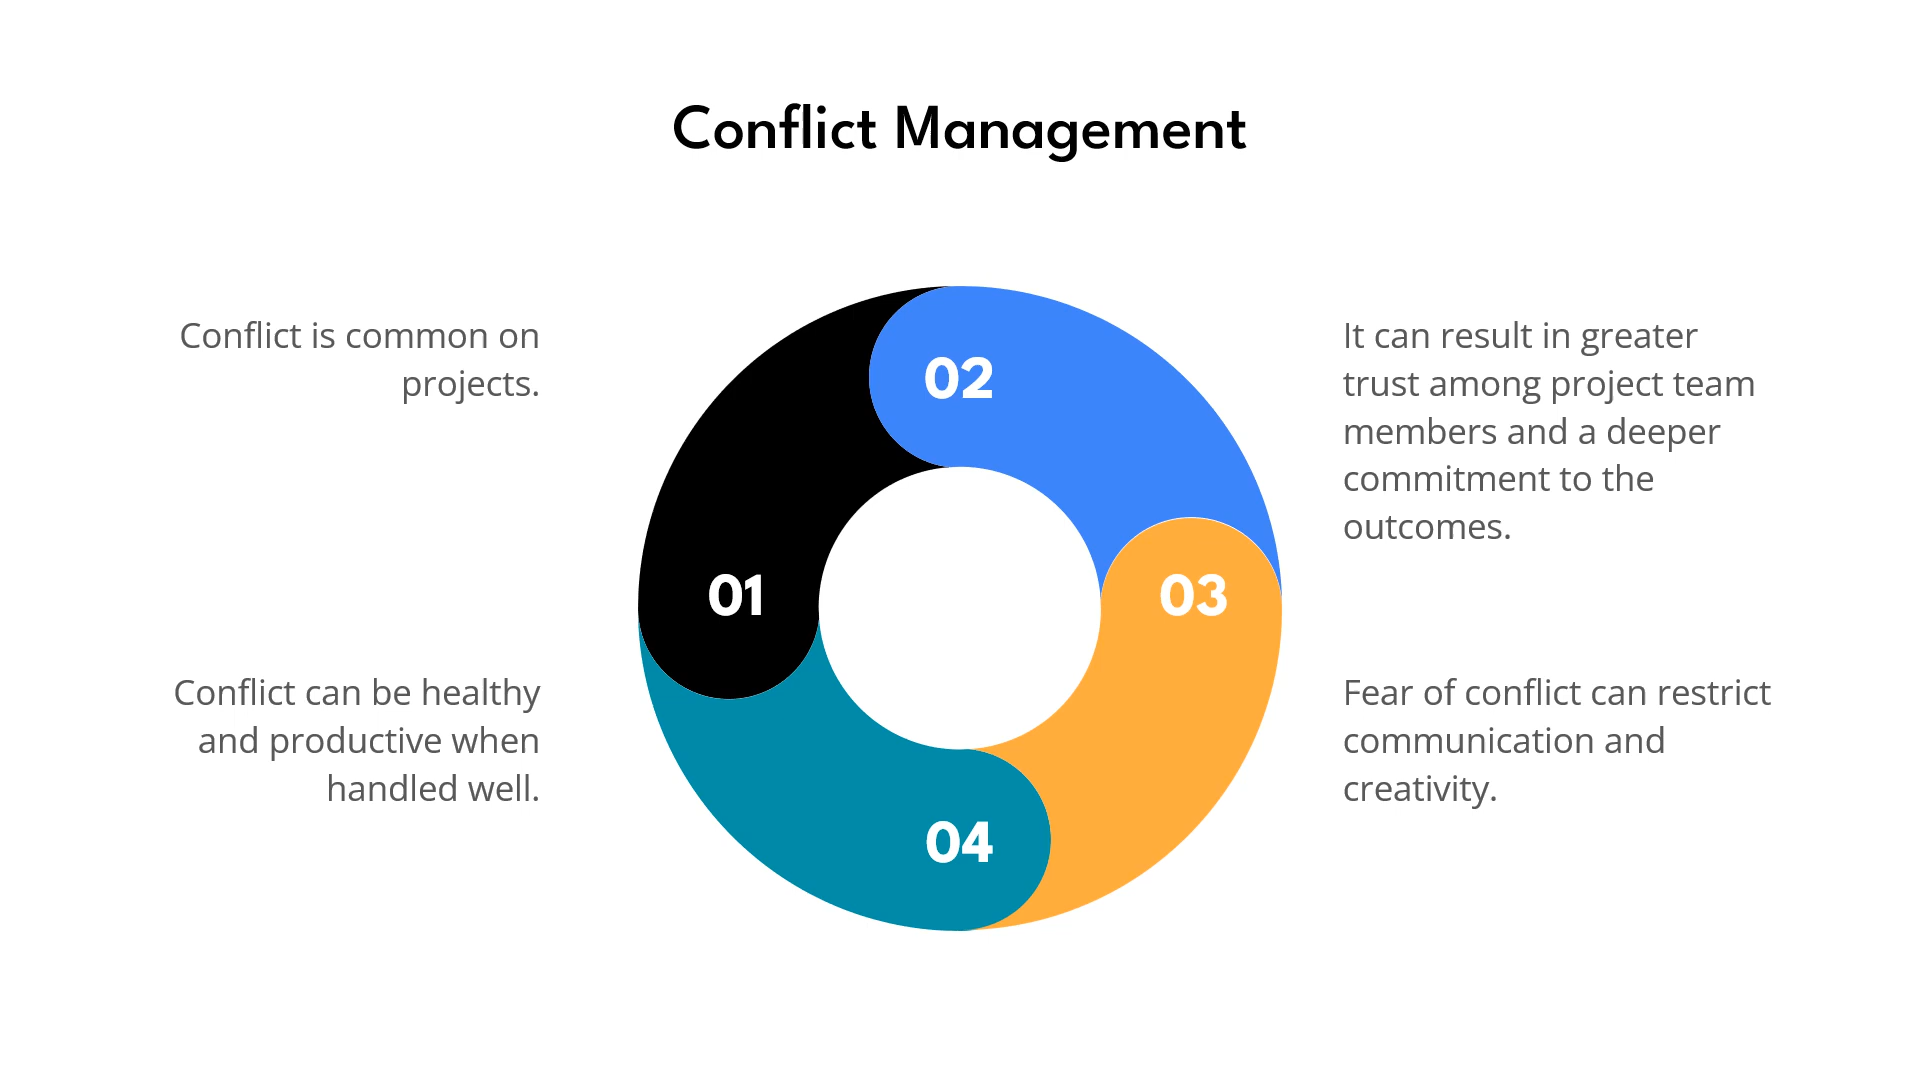 Conflict Management
Conflict is common on
projects.
02
It can result in greater
trust among project team
members and a deeper
commitment to the
outcomes.
01
03
Conflict can be healthy
and productive when
handled well.
Fear of conflict can restrict
communication and
creativity.
04